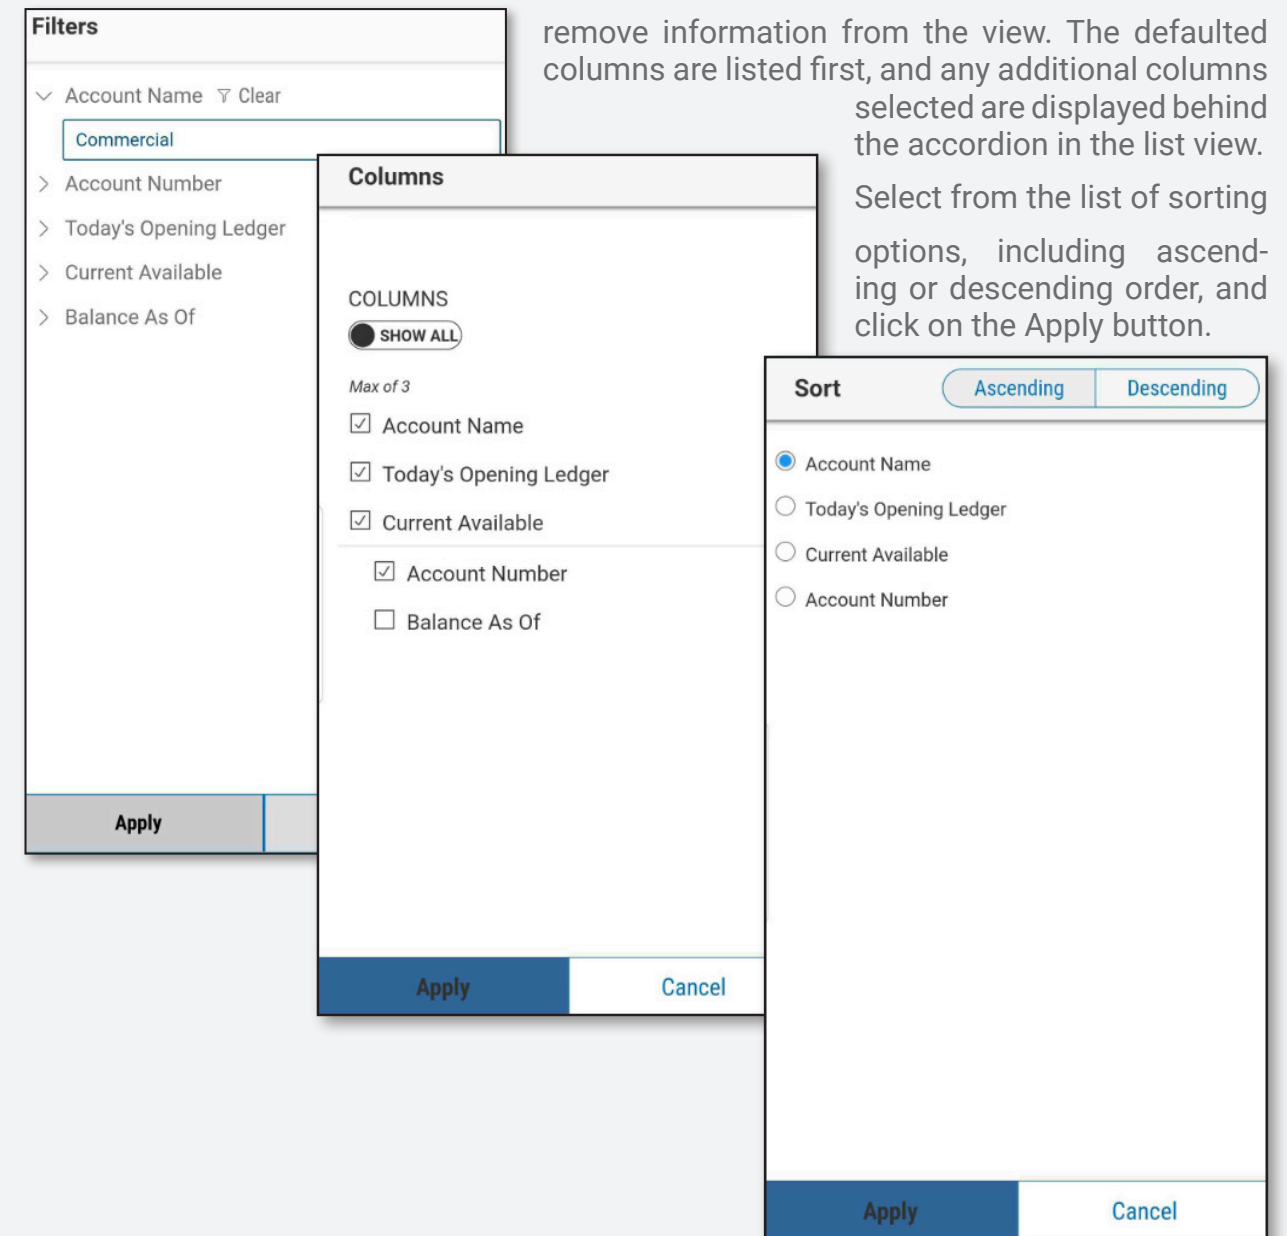 remove information from the view. The defaulted
columns are listed first, and any additional columns
selected are displayed behind
the accordion in the list view.
Select from the list of sorting
options, including ascend-
ing or descending order, and
click on the Apply button.
Filters
Account Name Clear
Commercial
Account Number
Today's Opening Ledger
Current Available
Balance As Of
Apply
Columns
COLUMNS
SHOW ALL
Max of 3
Account Name
Today's Opening Ledger
Current Available
Account Number
Balance As Of
Apply Cancel
Sort Ascending Descending
Account Name
Today's Opening Ledger
Current Available
Account Number
Apply Cancel